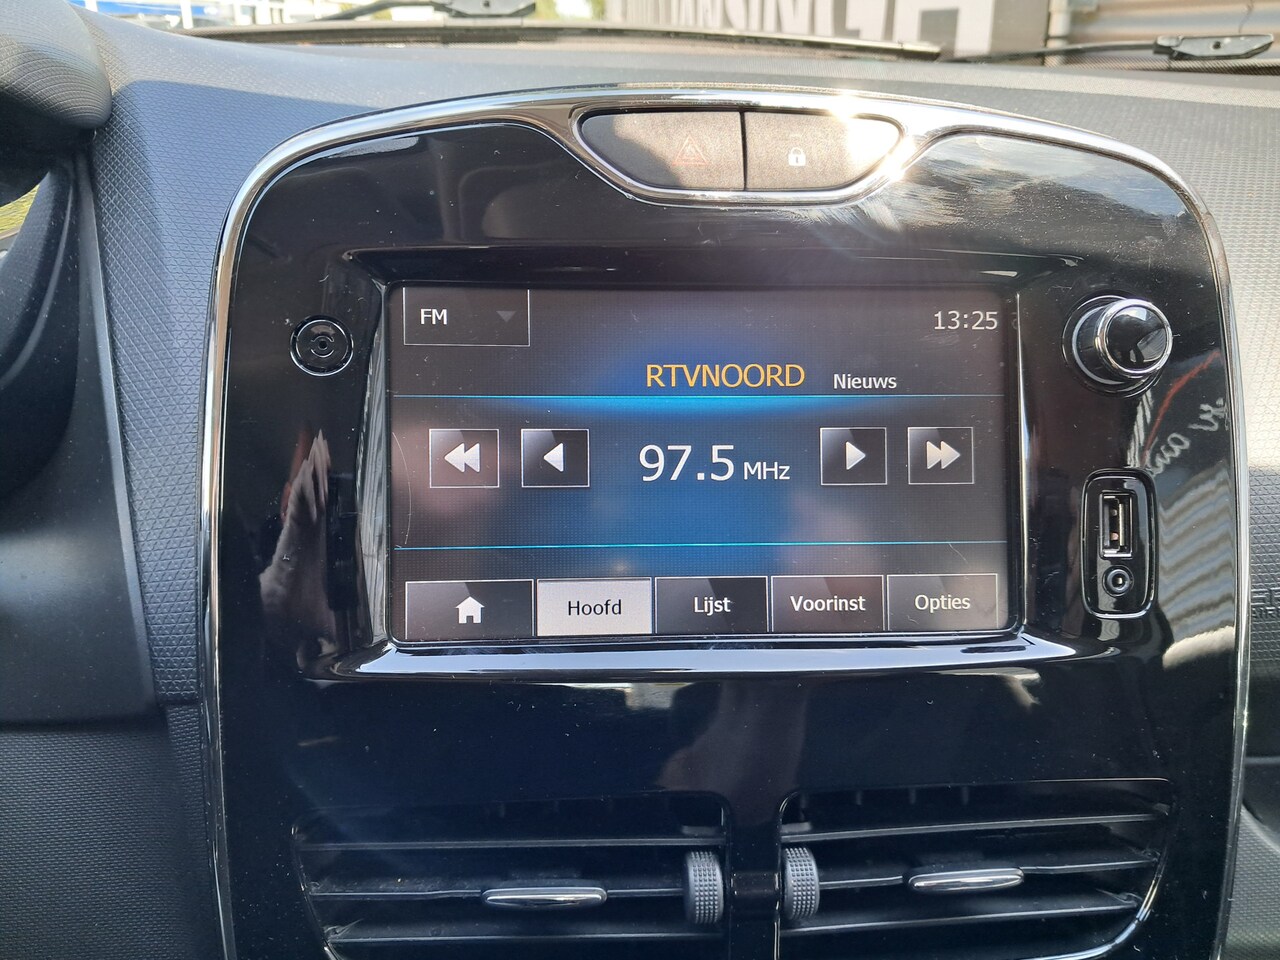 FM
13:25
RTVNOORD Nieuws
97.5 MHz
Hoofd Lijst Voorinst Opties